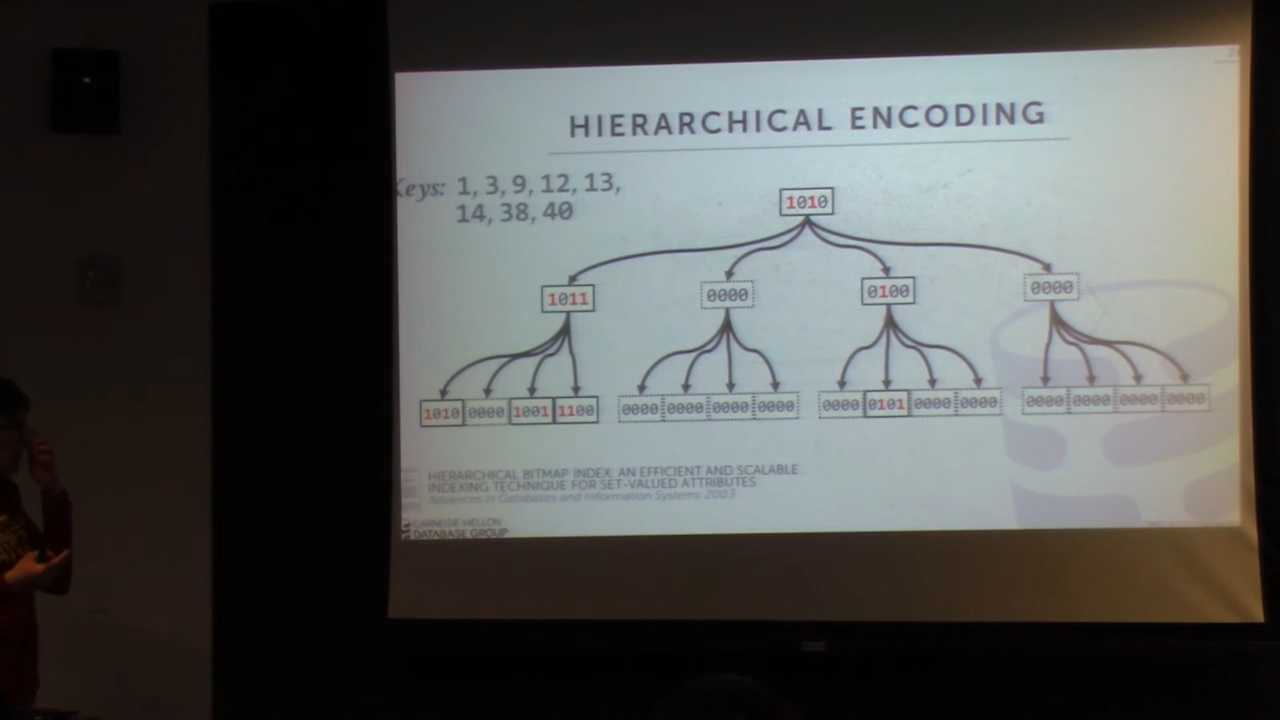 HIERARCHICAL ENCODING
Keys: 1, 3, 9, 12, 13,
14, 38, 40
1010
1011 0000 0100 0000
1010 0000 1001 1100 0000 0000 0000 0000 0000 0101 0000 0000 0000 0000 0000 0000
HIERARCHICAL BITMAP INDEX: AN EFFICIENT AND SCALABLE
INDEXING TECHNIQUE FOR SET-VALUED ATTRIBUTES
Advances in Databases and Information Systems 2003
CARNEGIE MELLON
DATABASE GROUP